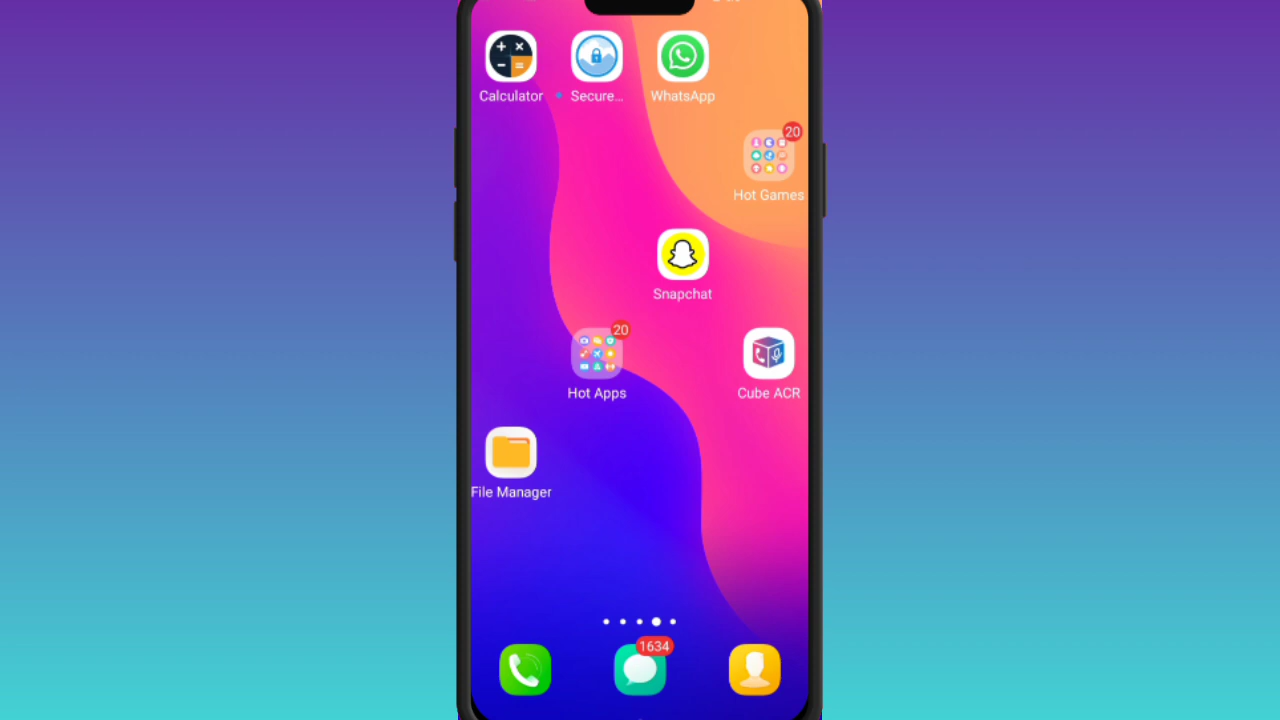 Calculator
Secure...
WhatsApp
20
Hot Games
Snapchat
20
Hot Apps
Cube ACR
File Manager
1634